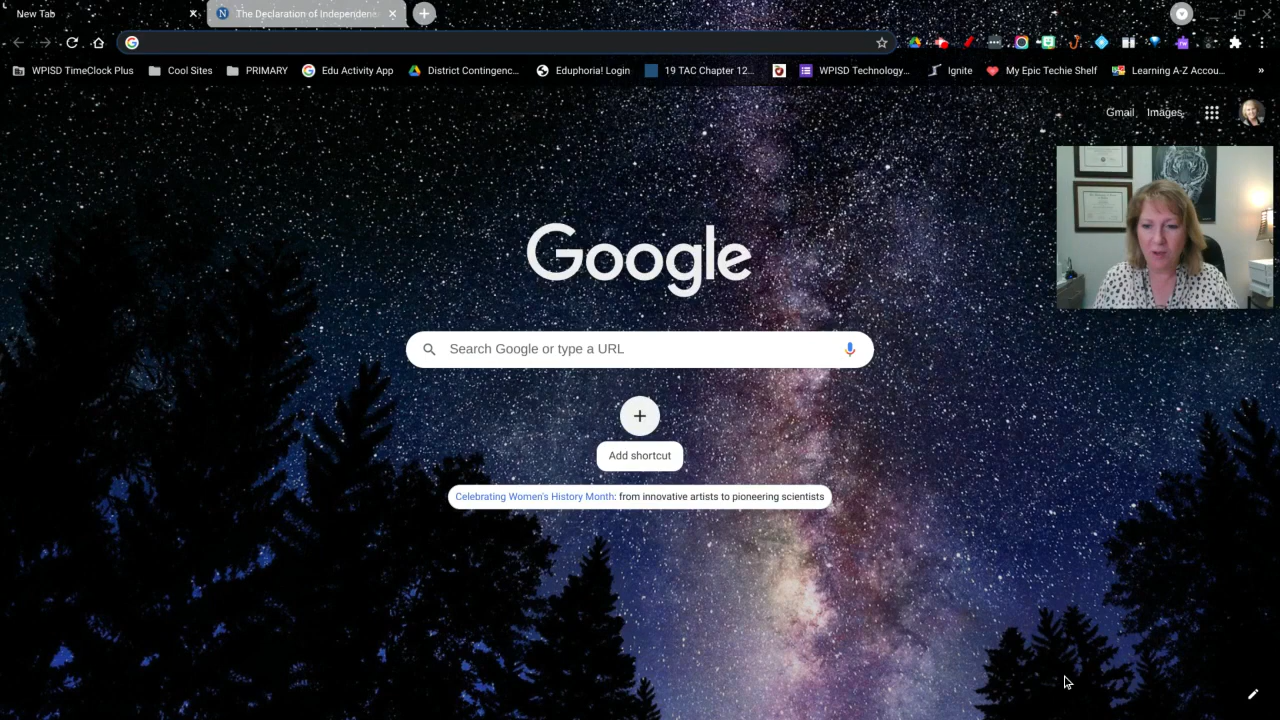 New Tab
The Declaration of Independenc
WPISD TimeClock Plus
Cool Sites
PRIMARY
Edu Activity App
District Contingenc...
Eduphoria! Login
19 TAC Chapter 12...
WPISD Technology...
Ignite
My Epic Techie Shelf
Learning A-Z Accou...
»
Gmail
Images
Google
Search Google or type a URL
Add shortcut
Celebrating Women's History Month: from innovative artists to pioneering scientists